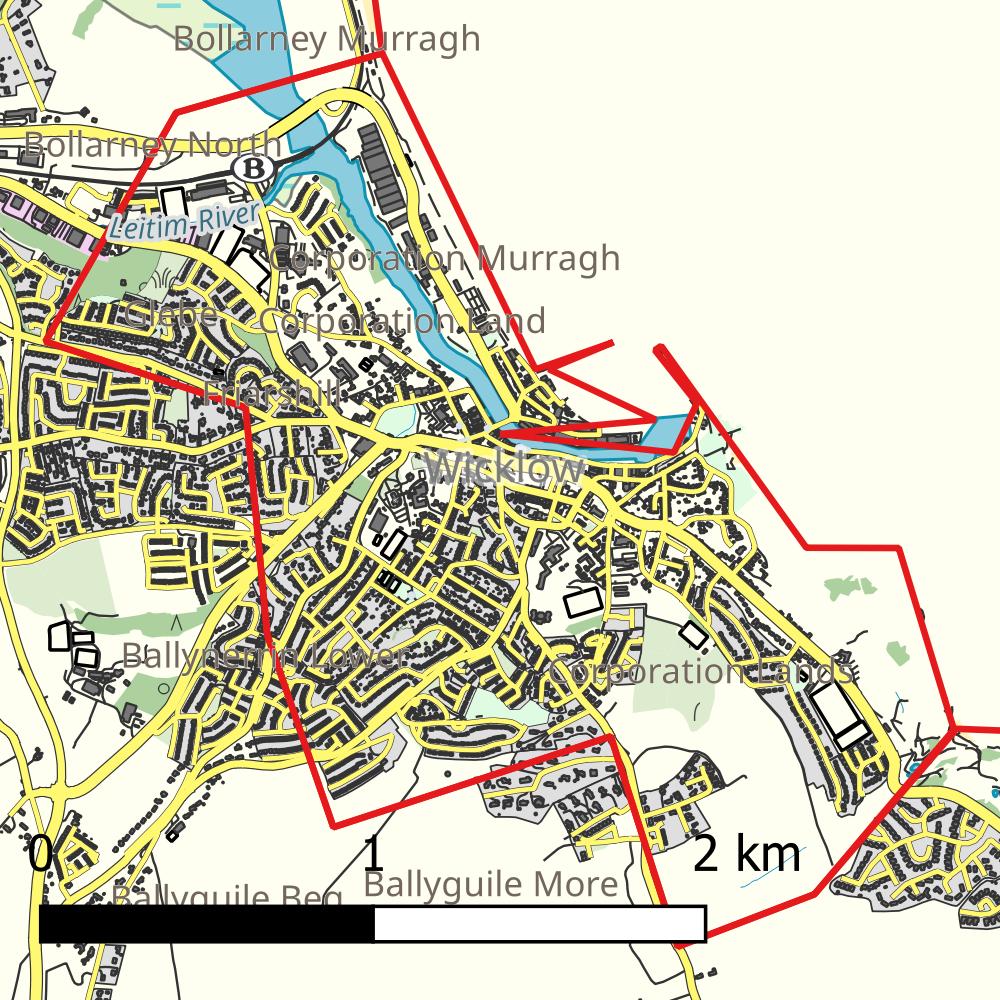 Bollarney Murragh
Bollarney North
B
Leitim-River
Corporation Murragh
Glebe
Corporation Land
Friarshill
Wicklow
Ballynerrin Lower
Corporation Lands
0 1 2 km
Ballyguile More
Ballyguile Beg